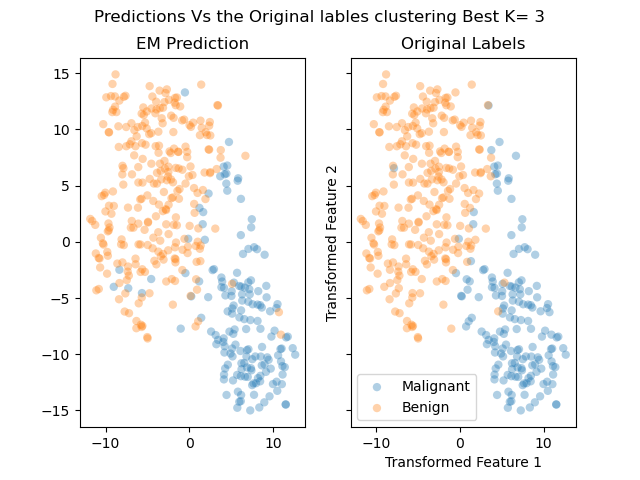 Predictions Vs the Original lables clustering Best K= 3
EM Prediction
Original Labels
15
10
5
0
−5
−10
−15
−10 0 10
Transformed Feature 2
Malignant
Benign
−10 0 10
Transformed Feature 1